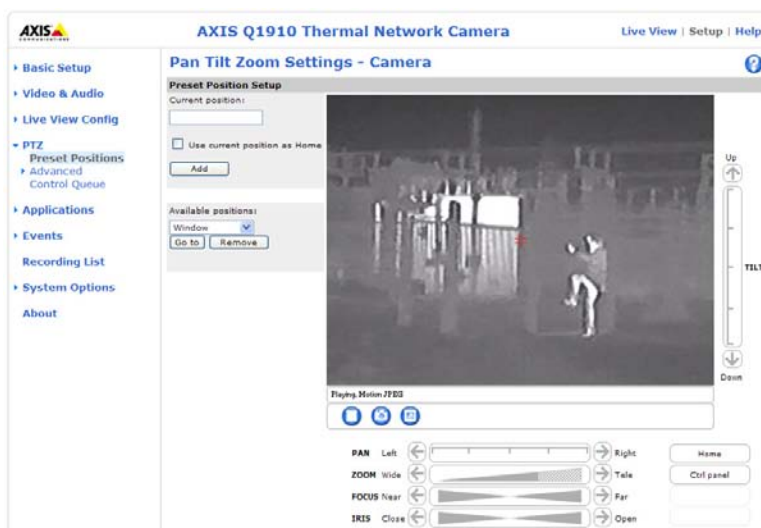 AXIS
COMMUNICATIONS
AXIS Q1910 Thermal Network Camera
Live View | Setup | Help
Basic Setup
Video & Audio
Live View Config
PTZ
Preset Positions
Advanced
Control Queue
Applications
Events
Recording List
System Options
About
Pan Tilt Zoom Settings - Camera
?
Preset Position Setup
Current position:
Use current position as Home
Add
Available positions:
Window
Go to Remove
Up
TILT
Down
Playing, Motion JPEG
PAN Left Right Home
ZOOM Wide Tele Ctrl panel
FOCUS Near Far
IRIS Close Open